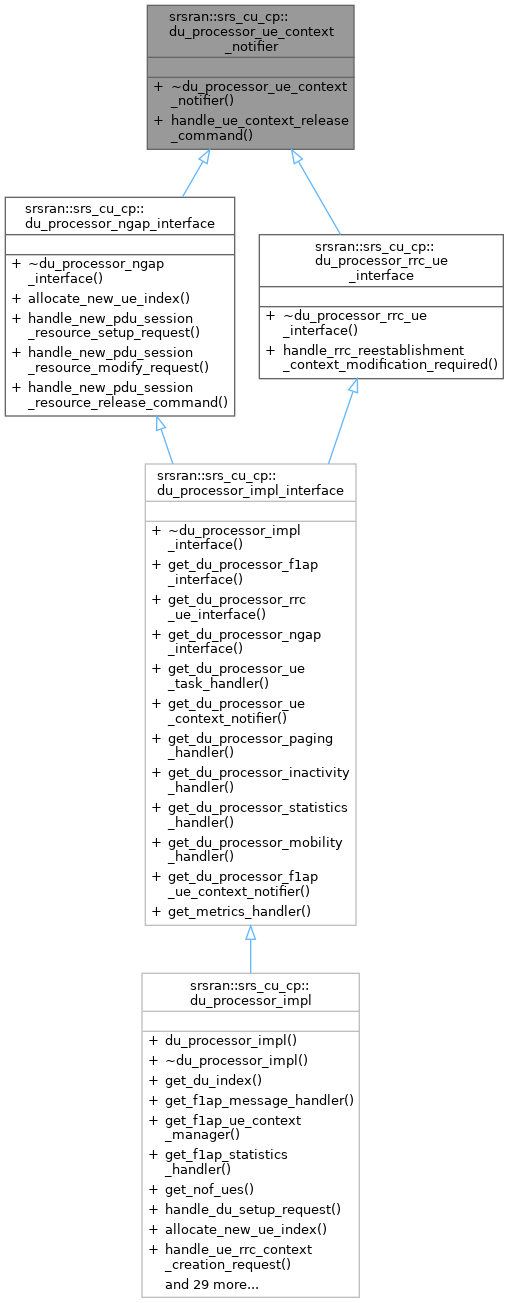 srsran::srs_cu_cp::
du_processor_ue_context
_notifier
+ ~du_processor_ue_context
_notifier()
+ handle_ue_context_release
_command()
srsran::srs_cu_cp::
du_processor_ngap_interface
+ ~du_processor_ngap
_interface()
+ allocate_new_ue_index()
+ handle_new_pdu_session
_resource_setup_request()
+ handle_new_pdu_session
_resource_modify_request()
+ handle_new_pdu_session
_resource_release_command()
srsran::srs_cu_cp::
du_processor_rrc_ue
_interface
+ ~du_processor_rrc_ue
_interface()
+ handle_rrc_reestablishment
_context_modification_required()
srsran::srs_cu_cp::
du_processor_impl_interface
+ ~du_processor_impl
_interface()
+ get_du_processor_f1ap
_interface()
+ get_du_processor_rrc
_ue_interface()
+ get_du_processor_ngap
_interface()
+ get_du_processor_ue
_task_handler()
+ get_du_processor_ue
_context_notifier()
+ get_du_processor_paging
_handler()
+ get_du_processor_inactivity
_handler()
+ get_du_processor_statistics
_handler()
+ get_du_processor_mobility
_handler()
+ get_du_processor_f1ap
_ue_context_notifier()
+ get_metrics_handler()
srsran::srs_cu_cp::
du_processor_impl
+ du_processor_impl()
+ ~du_processor_impl()
+ get_du_index()
+ get_f1ap_message_handler()
+ get_f1ap_ue_context
_manager()
+ get_f1ap_statistics
_handler()
+ get_nof_ues()
+ handle_du_setup_request()
+ allocate_new_ue_index()
+ handle_ue_rrc_context
_creation_request()
and 29 more...